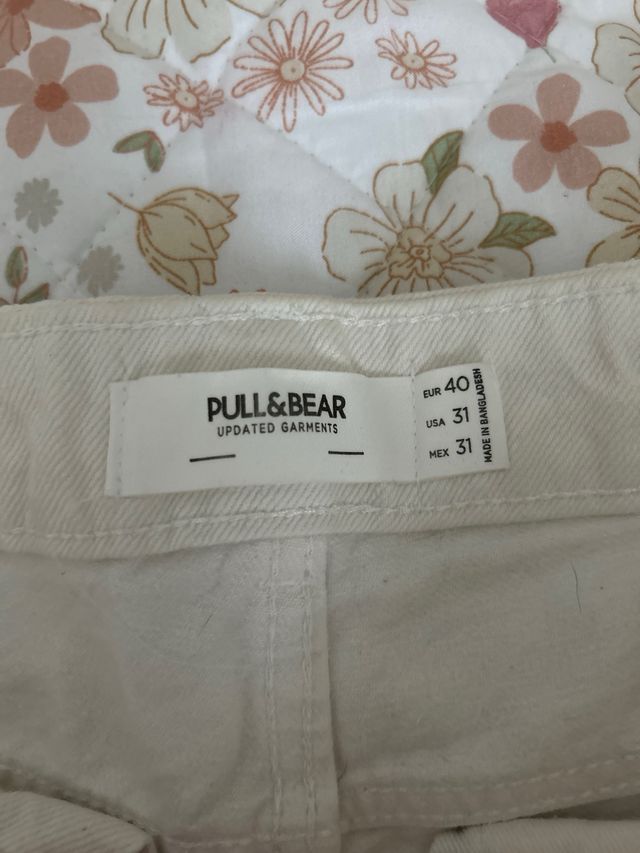 PULL&BEAR
UPDATED GARMENTS
EUR 40
USA 31
MEX 31
MADE IN BANGLADESH